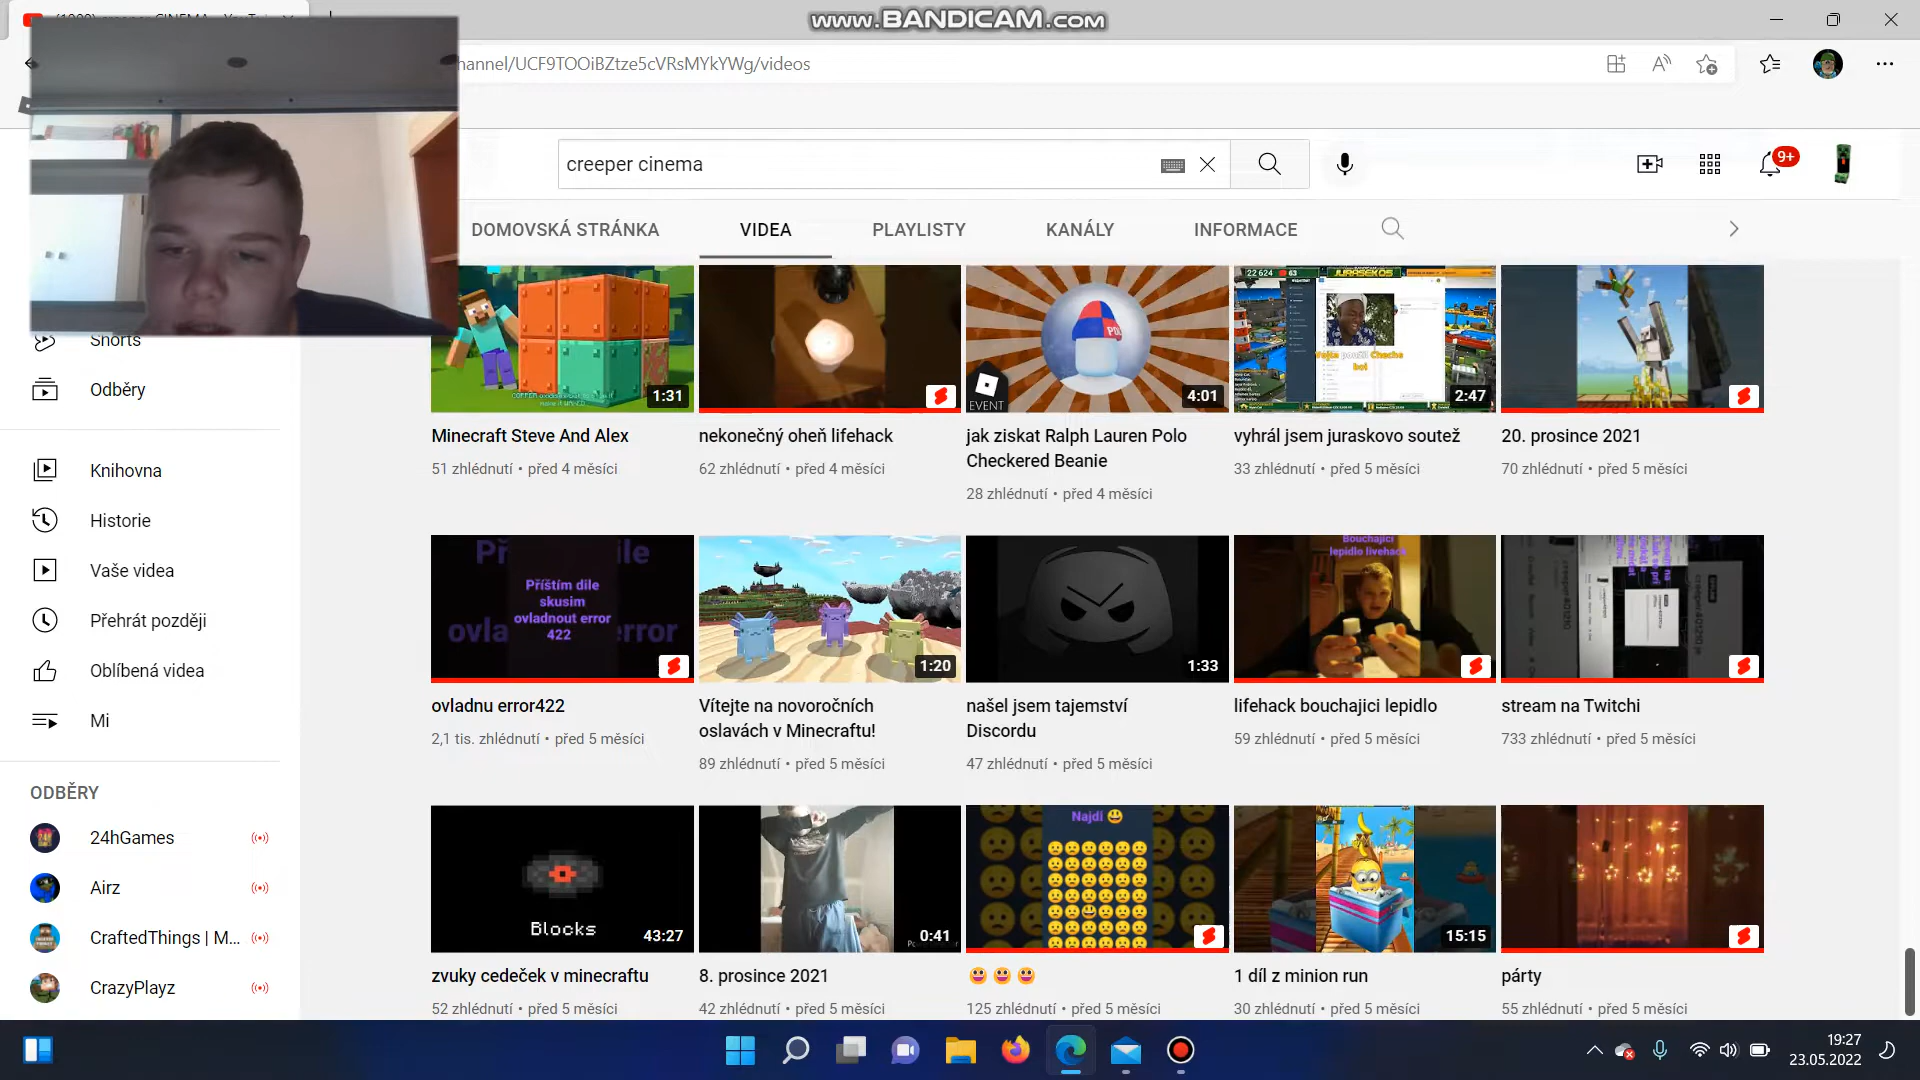 www.BANDICAM.com
hannel/UCF9TOOiBZtze5cVRsMYkYWg/videos
creeper cinema
9+
DOMOVSKÁ STRÁNKA
VIDEA
PLAYLISTY
KANÁLY
INFORMACE
Shorts
Odběry
Knihovna
Historie
Vaše videa
Přehrát později
Oblíbená videa
Mi
ODBĚRY
24hGames
Airz
CraftedThings | M...
CrazyPlayz
1:31
Minecraft Steve And Alex
51 zhlédnutí • před 4 měsíci
nekonečný oheň lifehack
62 zhlédnutí • před 4 měsíci
EVENT
4:01
jak ziskat Ralph Lauren Polo
Checkered Beanie
28 zhlédnutí • před 4 měsíci
22 624
63
JURASEKOS
2:47
vyhrál jsem juraskovo soutež
33 zhlédnutí • před 5 měsíci
20. prosince 2021
70 zhlédnutí • před 5 měsíci
Příštím dile
skusim
ovladnout error
422
ovladnu error422
2,1 tis. zhlédnutí • před 5 měsíci
1:20
Vítejte na novoročních
oslavách v Minecraftu!
89 zhlédnutí • před 5 měsíci
1:33
našel jsem tajemství
Discordu
47 zhlédnutí • před 5 měsíci
Bouchajici
lepidlo livehack
lifehack bouchajici lepidlo
59 zhlédnutí • před 5 měsíci
stream na Twitchi
733 zhlédnutí • před 5 měsíci
Blocks
43:27
zvuky cedeček v minecraftu
52 zhlédnutí • před 5 měsíci
0:41
8. prosince 2021
42 zhlédnutí • před 5 měsíci
Najdi 😃
😀 😀 😀
125 zhlédnutí • před 5 měsíci
15:15
1 díl z minion run
30 zhlédnutí • před 5 měsíci
párty
55 zhlédnutí • před 5 měsíci
19:27
23.05.2022